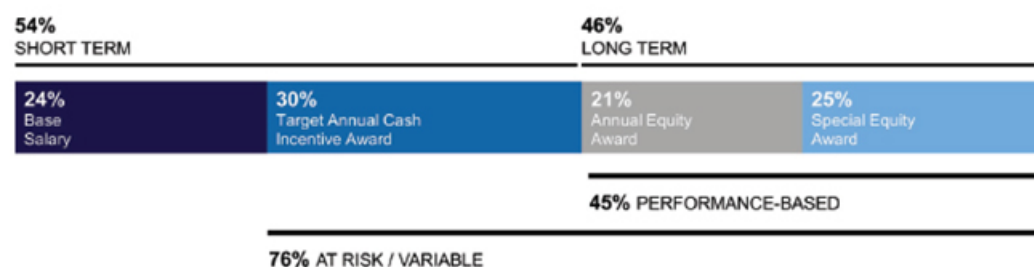 54%
SHORT TERM
46%
LONG TERM
24%
Base
Salary
30%
Target Annual Cash
Incentive Award
21%
Annual Equity
Award
25%
Special Equity
Award
45% PERFORMANCE-BASED
76% AT RISK / VARIABLE